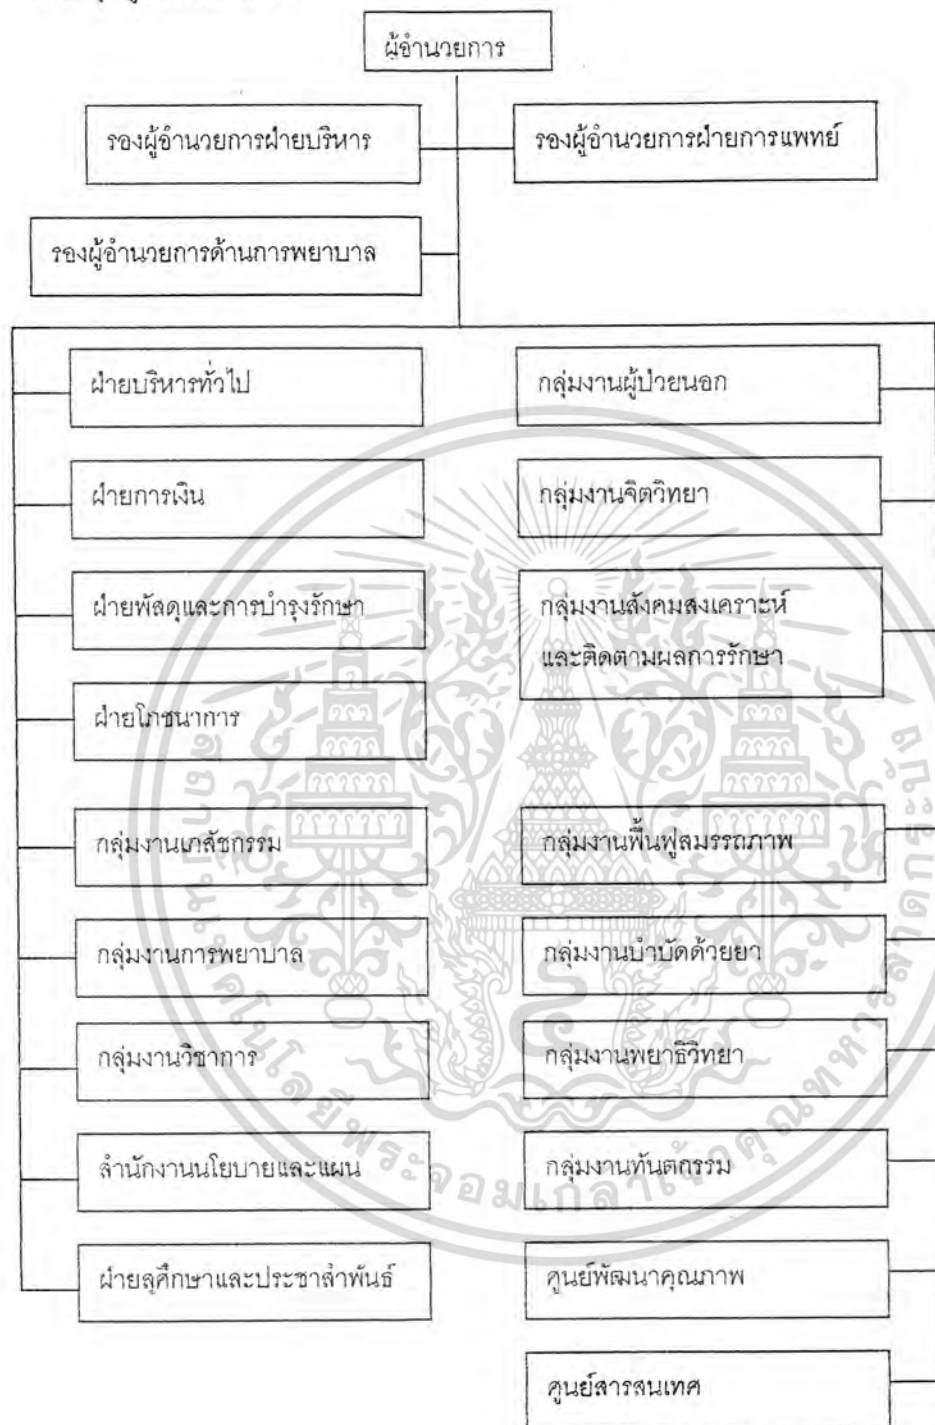 ผู้อำนวยการ
รองผู้อำนวยการฝ่ายบริหาร
รองผู้อำนวยการฝ่ายการแพทย์
รองผู้อำนวยการด้านการพยาบาล
ฝ่ายบริหารทั่วไป
ฝ่ายการเงิน
ฝ่ายพัสดุและการบำรุงรักษา
ฝ่ายโภชนาการ
กลุ่มงานเภสัชกรรม
กลุ่มงานการพยาบาล
กลุ่มงานวิชาการ
สำนักงานนโยบายและแผน
ฝ่ายสุศึกษาและประชาสำพันธ์
กลุ่มงานผู้ป่วยนอก
กลุ่มงานจิตวิทยา
กลุ่มงานสังคมสงเคราะห์
และติดตามผลการรักษา
กลุ่มงานฟื้นฟูสมรรถภาพ
กลุ่มงานบำบัดด้วยยา
กลุ่มงานพยาธิวิทยา
กลุ่มงานทันตกรรม
ศูนย์พัฒนาคุณภาพ
ศูนย์สารสนเทศ